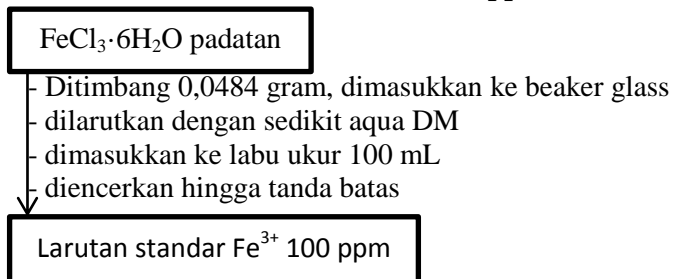 FeCl₃·6H₂O padatan
- Ditimbang 0,0484 gram, dimasukkan ke beaker glass
- dilarutkan dengan sedikit aqua DM
- dimasukkan ke labu ukur 100 mL
- diencerkan hingga tanda batas
Larutan standar Fe³⁺ 100 ppm